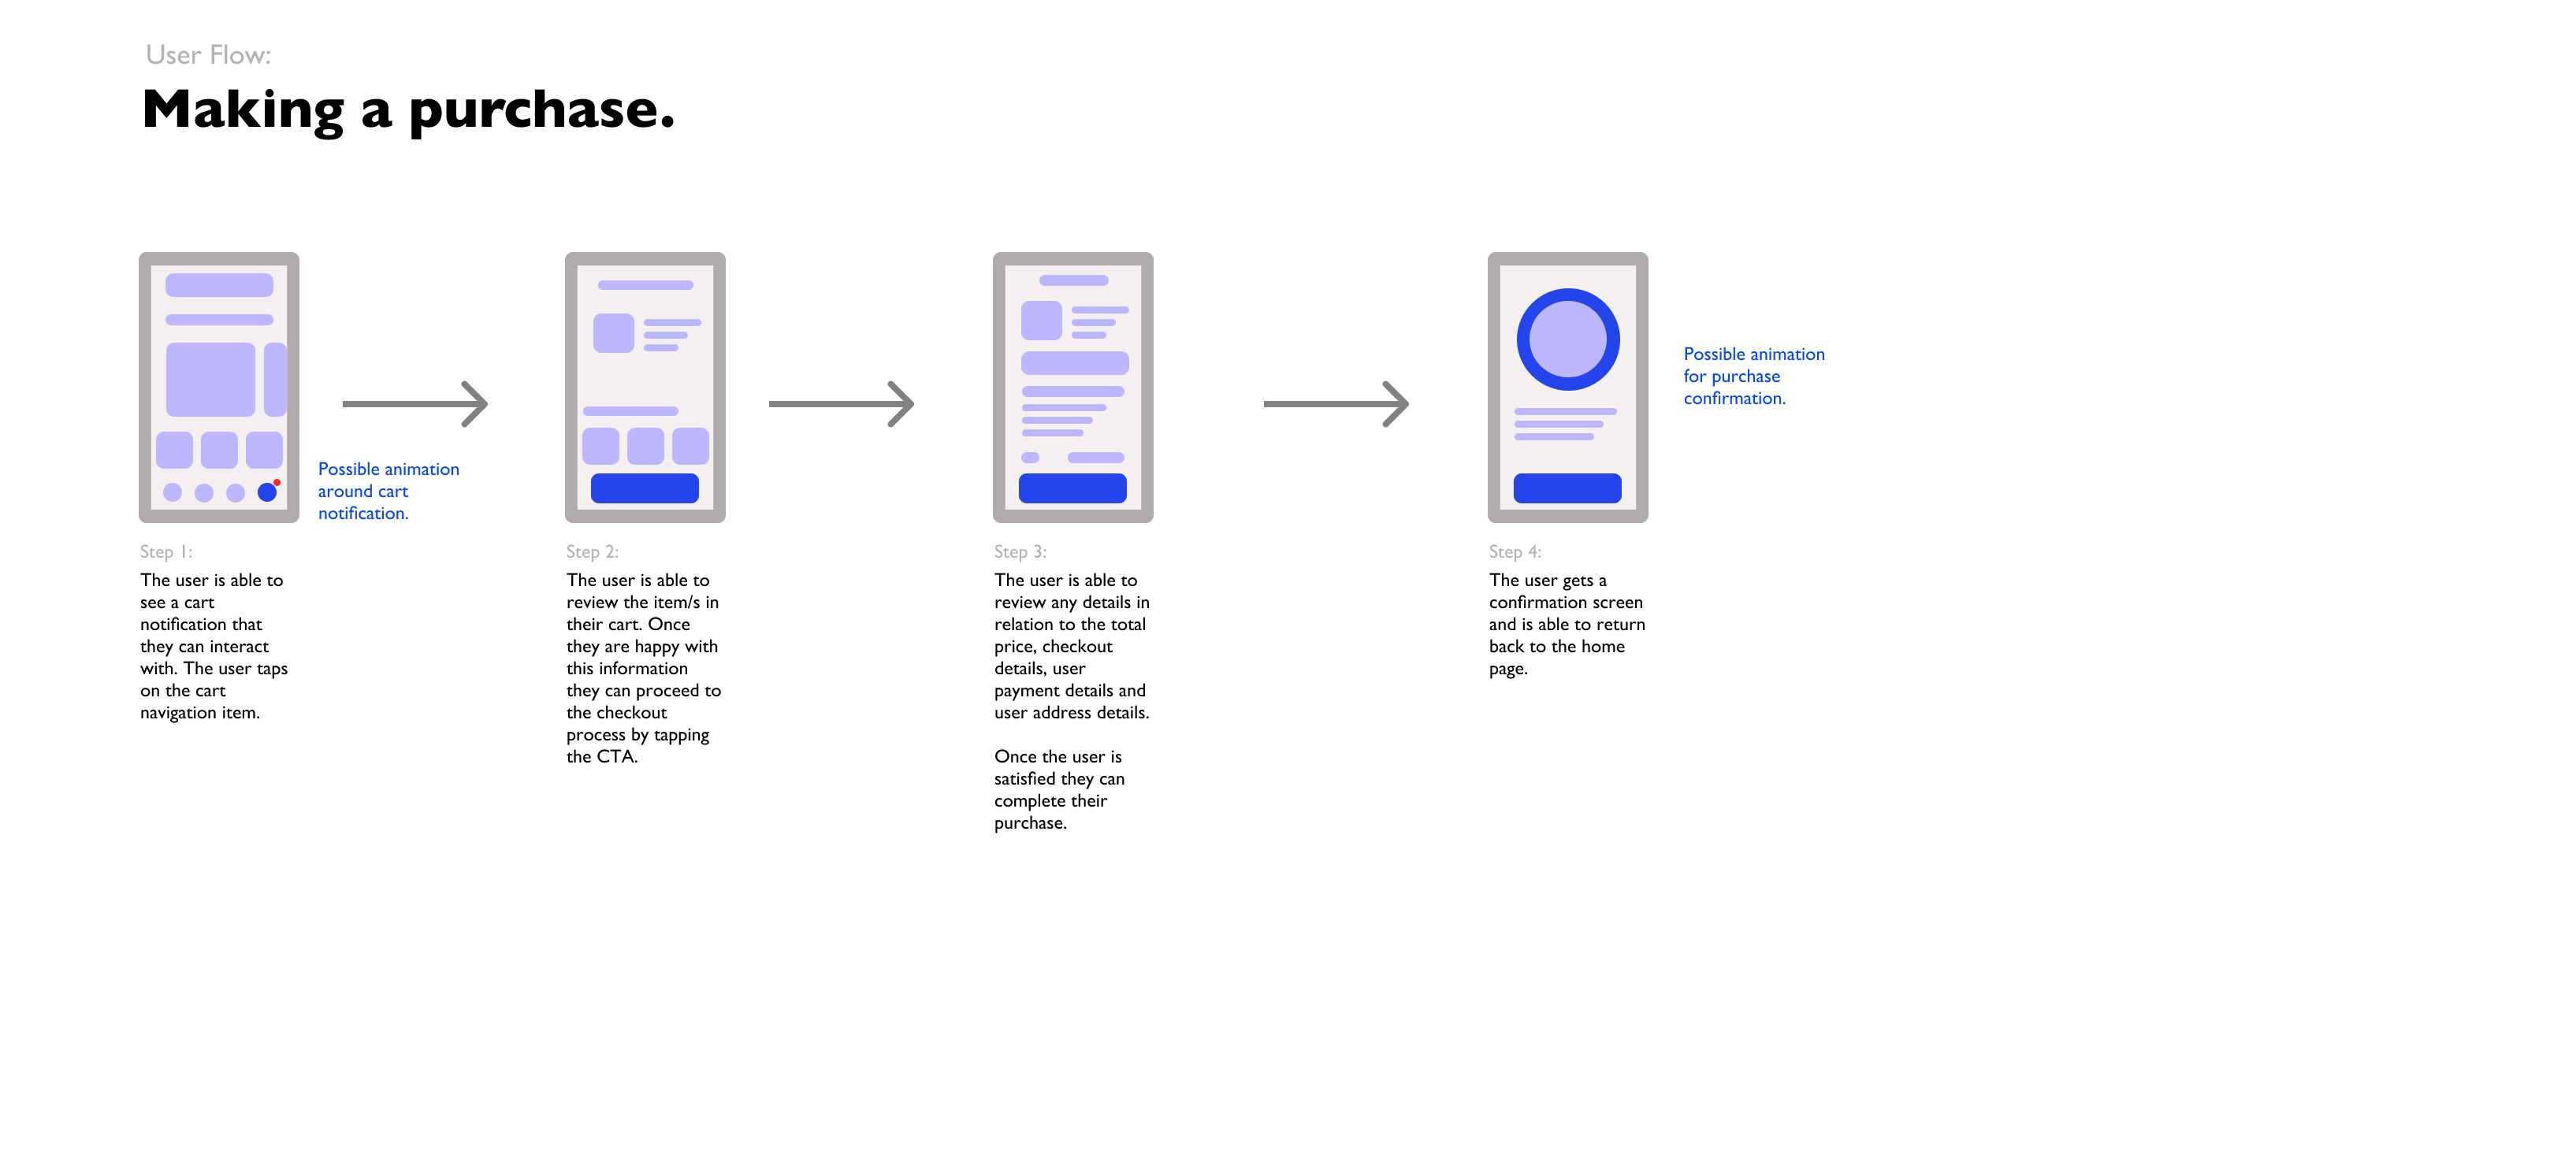 User Flow:
Making a purchase.
Possible animation
around cart
notification.
Possible animation
for purchase
confirmation.
Step 1:
The user is able to
see a cart
notification that
they can interact
with. The user taps
on the cart
navigation item.
Step 2:
The user is able to
review the item/s in
their cart. Once
they are happy with
this information
they can proceed to
the checkout
process by tapping
the CTA.
Step 3:
The user is able to
review any details in
relation to the total
price, checkout
details, user
payment details and
user address details.
Once the user is
satisfied they can
complete their
purchase.
Step 4:
The user gets a
confirmation screen
and is able to return
back to the home
page.